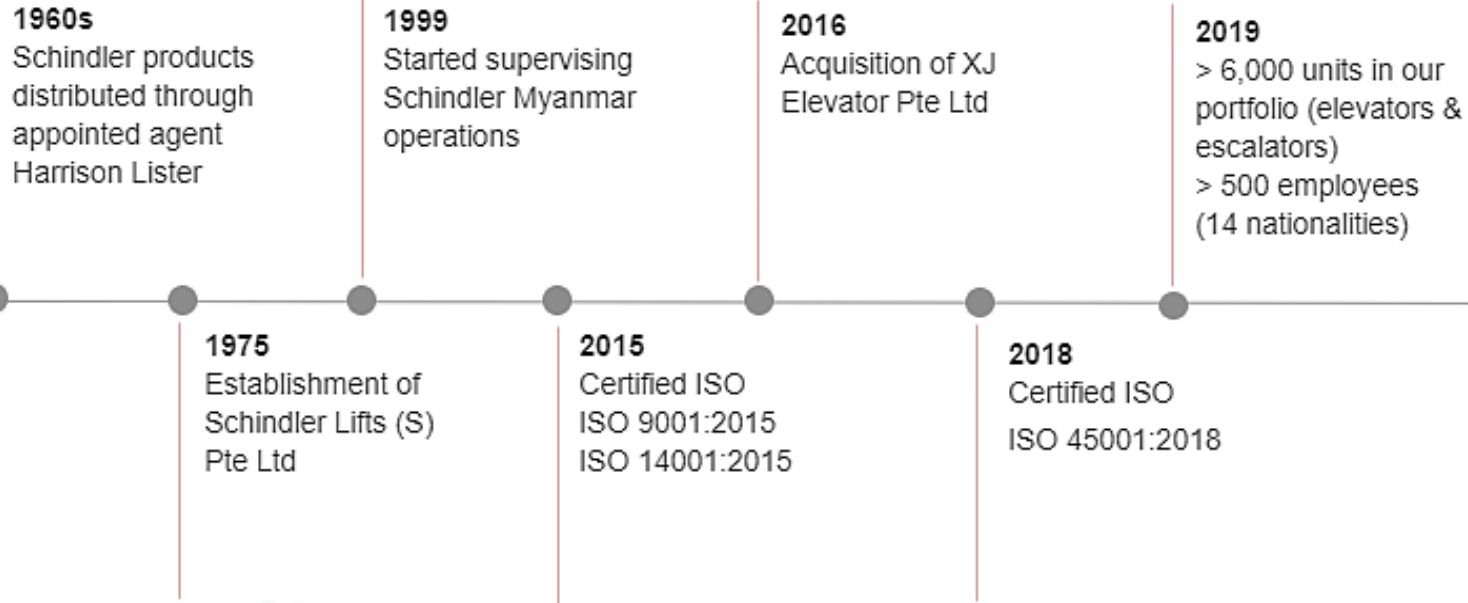 1960s
Schindler products
distributed through
appointed agent
Harrison Lister
1975
Establishment of
Schindler Lifts (S)
Pte Ltd
1999
Started supervising
Schindler Myanmar
operations
2015
Certified ISO
ISO 9001:2015
ISO 14001:2015
2016
Acquisition of XJ
Elevator Pte Ltd
2018
Certified ISO
ISO 45001:2018
2019
> 6,000 units in our
portfolio (elevators &
escalators)
> 500 employees
(14 nationalities)